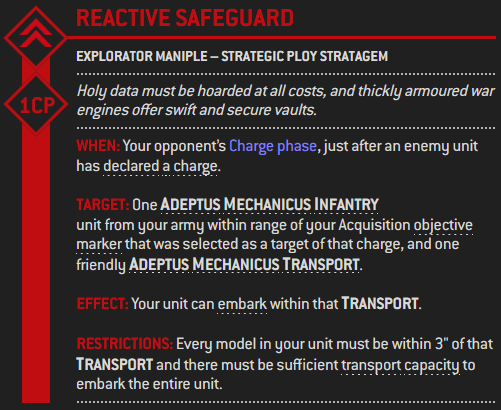 REACTIVE SAFEGUARD
EXPLORATOR MANIPLE – STRATEGIC PLOY STRATAGEM
Holy data must be hoarded at all costs, and thickly armoured war
engines offer swift and secure vaults.
1CP
WHEN: Your opponent's Charge phase, just after an enemy unit
has declared a charge.
TARGET: One ADEPTUS MECHANICUS INFANTRY
unit from your army within range of your Acquisition objective
marker that was selected as a target of that charge, and one
friendly ADEPTUS MECHANICUS TRANSPORT.
EFFECT: Your unit can embark within that TRANSPORT.
RESTRICTIONS: Every model in your unit must be within 3" of that
TRANSPORT and there must be sufficient transport capacity to
embark the entire unit.